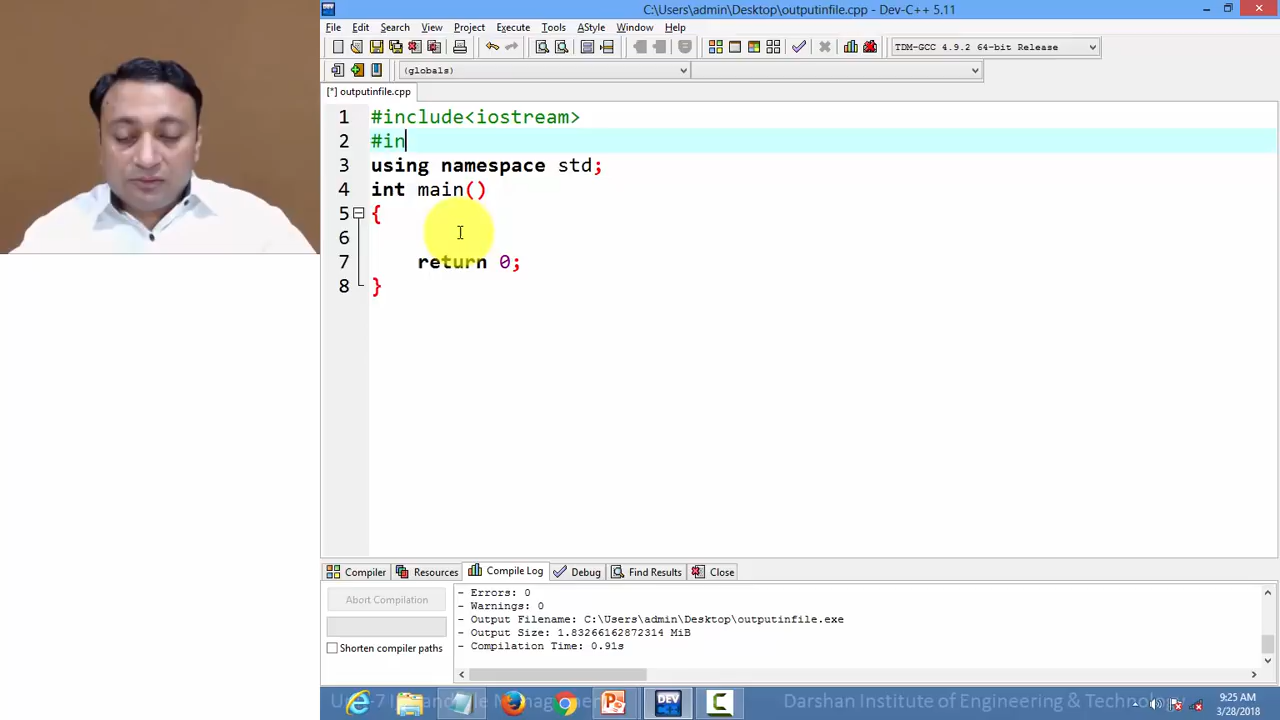 C:\Users\admin\Desktop\outputinfile.cpp - Dev-C++ 5.11
File Edit Search View Project Execute Tools AStyle Window Help
TDM-GCC 4.9.2 64-bit Release
(globals)
[*] outputinfile.cpp
1 #include<iostream>
2 #in
3 using namespace std;
4 int main()
5 {
6
7 return 0;
8 }
Compiler Resources Compile Log Debug Find Results Close
Abort Compilation
Shorten compiler paths
- Errors: 0
- Warnings: 0
- Output Filename: C:\Users\admin\Desktop\outputinfile.exe
- Output Size: 1.83266162872314 MiB
- Compilation Time: 0.91s
DEV
Darshan Institute of Engineering & Technology
9:25 AM
3/28/2018